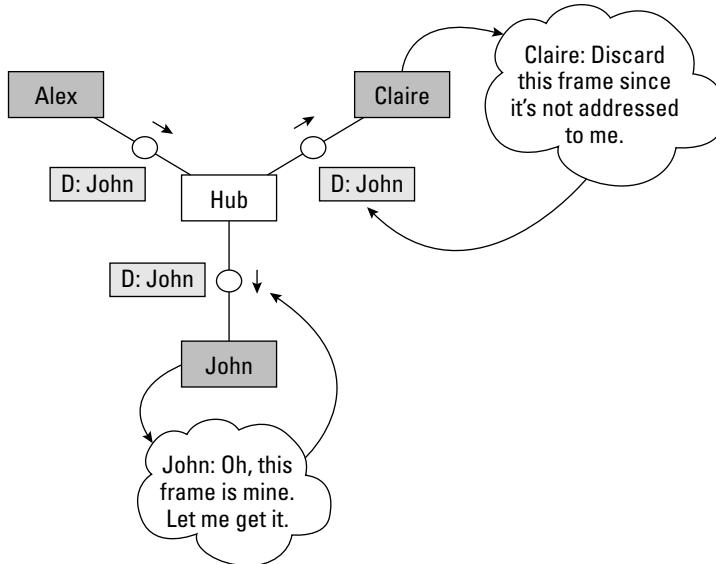 Alex
Claire
Claire: Discard
this frame since
it's not addressed
to me.
D: John
Hub
D: John
D: John
John
John: Oh, this
frame is mine.
Let me get it.